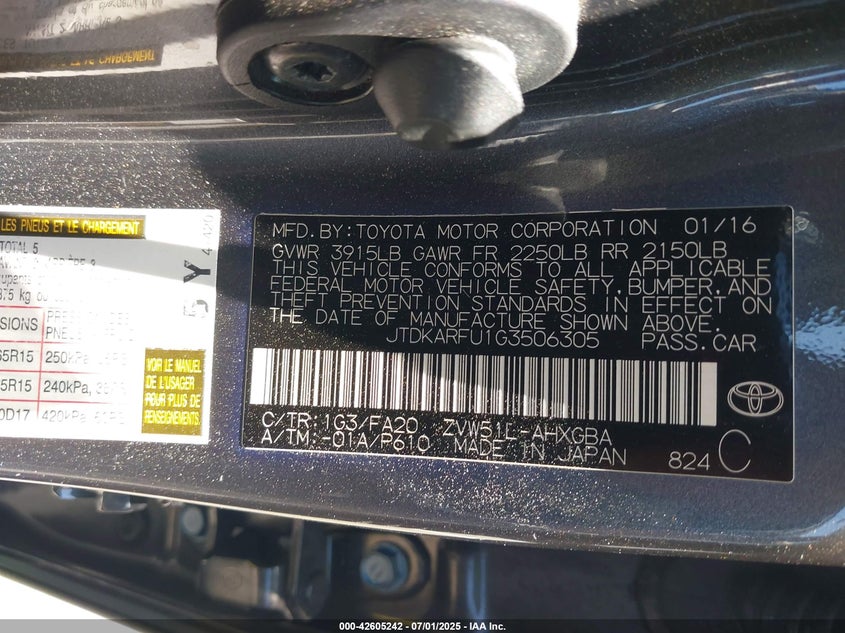 LES PNEUS ET LE CHARGEMENT
TOTAL 5
5 Y
MFD.BY:TOYOTA MOTOR CORPORATION 01/16
GVWR 3915LB GAWR FR 2250LB RR 2150LB
THIS VEHICLE CONFORMS TO ALL APPLICABLE
FEDERAL MOTOR VEHICLE SAFETY,BUMPER,AND
THEFT PREVENTION STANDARDS IN EFFECT ON
THE DATE OF MANUFACTURE SHOWN ABOVE.
JTDKARFU1G3506305 PASS.CAR
C/TR: 1G3/FA20 ZVW51L-AHXGBA
A/TM: -01A/P610 MADE IN JAPAN 824 C
5R15 250kPa,
5R15 240kPa,
0D17 420kPa,
VOIR LE MANUEL
DE L'USAGER
POUR PLUS DE
RENSEIGNEMENTS
000-42605242 - 07/01/2025 - IAAI, Inc.